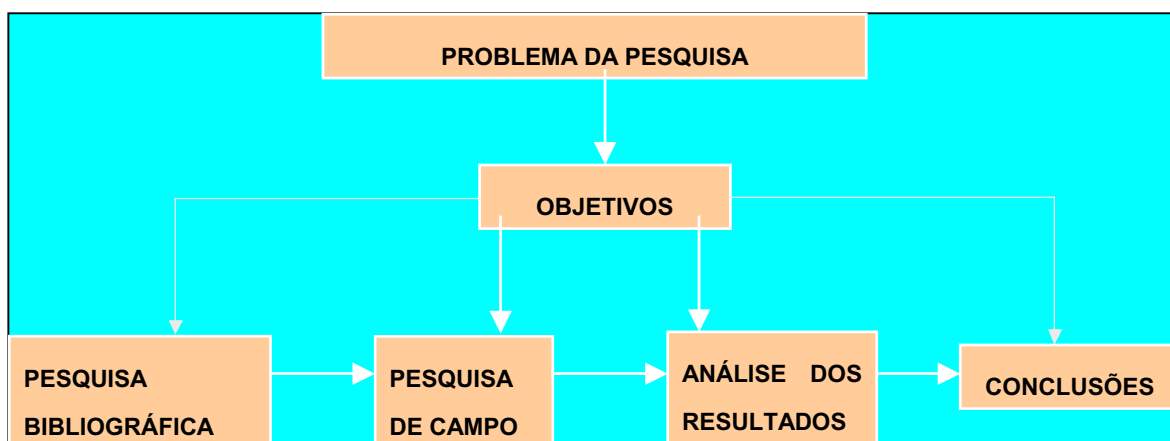 PROBLEMA DA PESQUISA
OBJETIVOS
PESQUISA
BIBLIOGRÁFICA
PESQUISA
DE CAMPO
ANÁLISE DOS
RESULTADOS
CONCLUSÕES